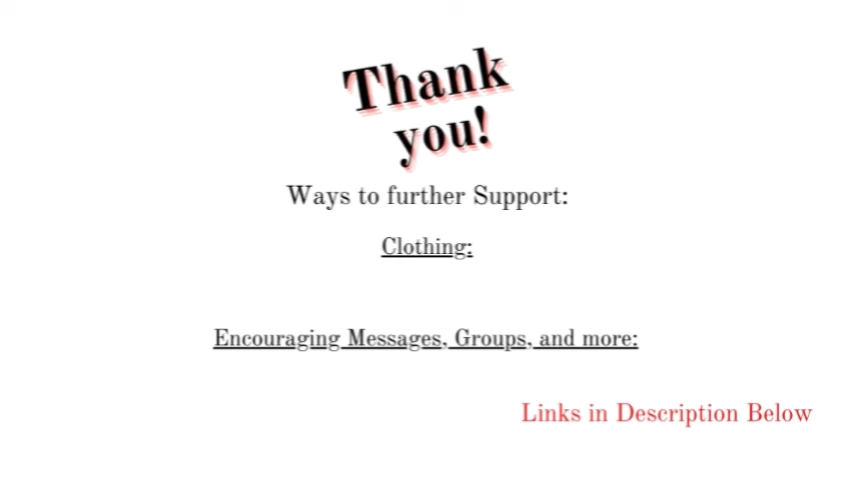 Thank
you!
Ways to further Support:
Clothing:
Encouraging Messages, Groups, and more:
Links in Description Below